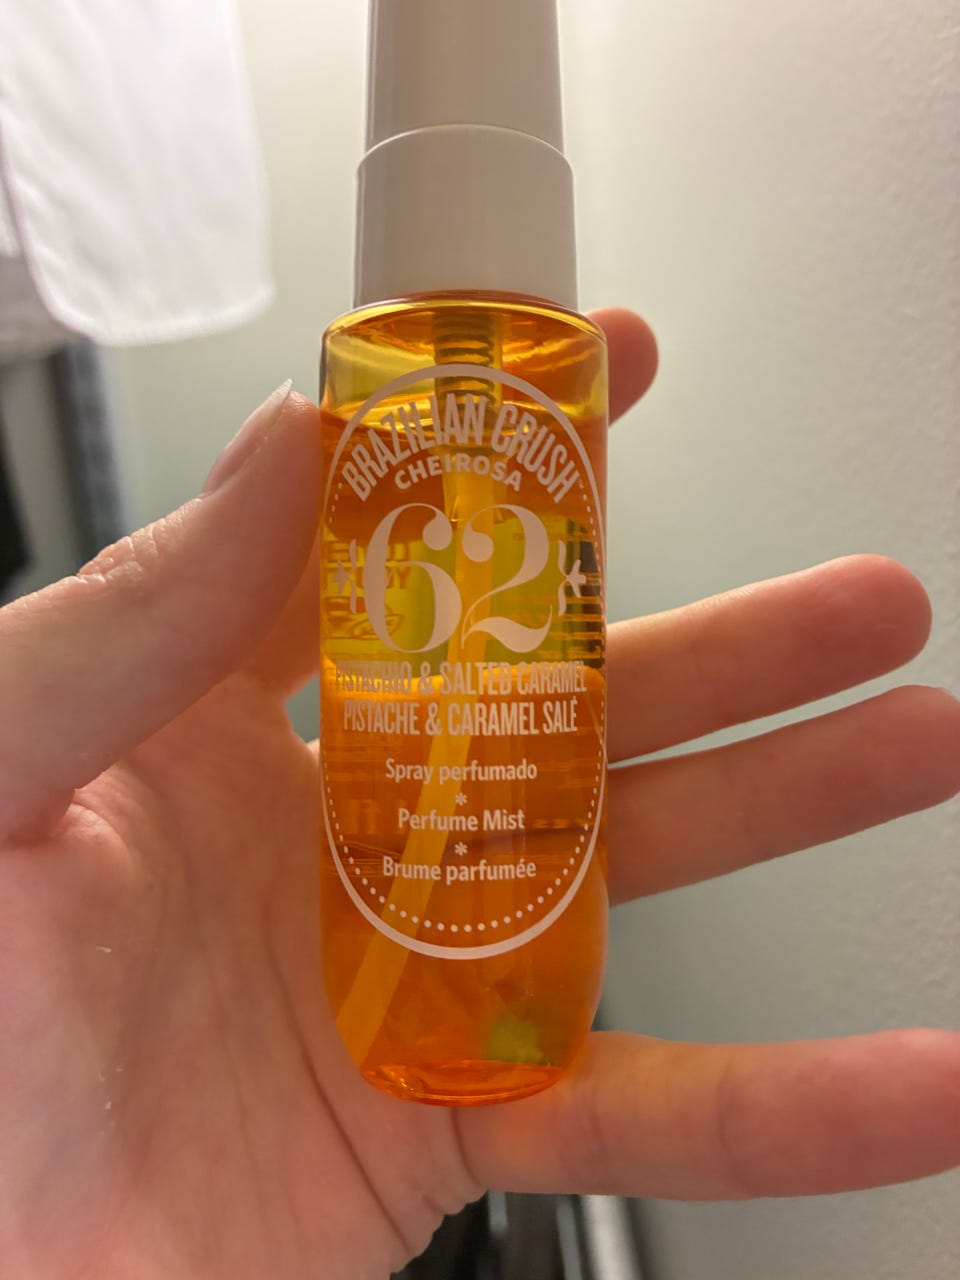 BRAZILIAN CRUSH
CHEIROSA
62
PISTACHIO & SALTED CARAMEL
PISTACHE & CARAMEL SALÉ
Spray perfumado
*
Perfume Mist
*
Brume parfumée